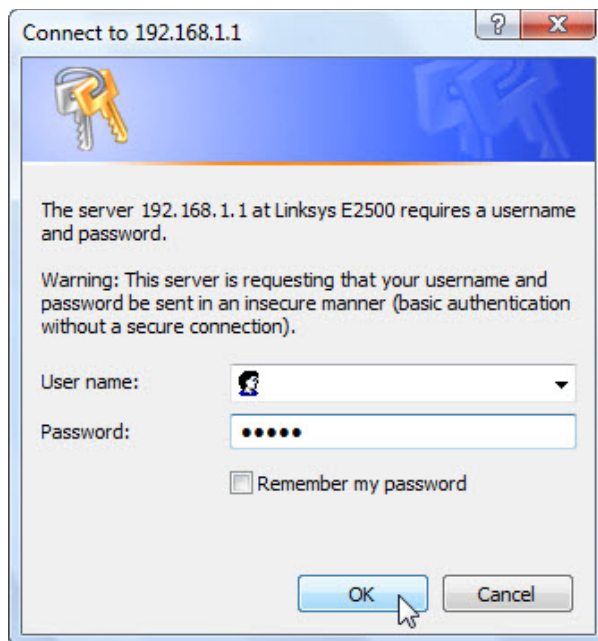 Connect to 192.168.1.1
?
X
The server 192.168.1.1 at Linksys E2500 requires a username
and password.
Warning: This server is requesting that your username and
password be sent in an insecure manner (basic authentication
without a secure connection).
User name:
Password:
•••••
Remember my password
OK
Cancel